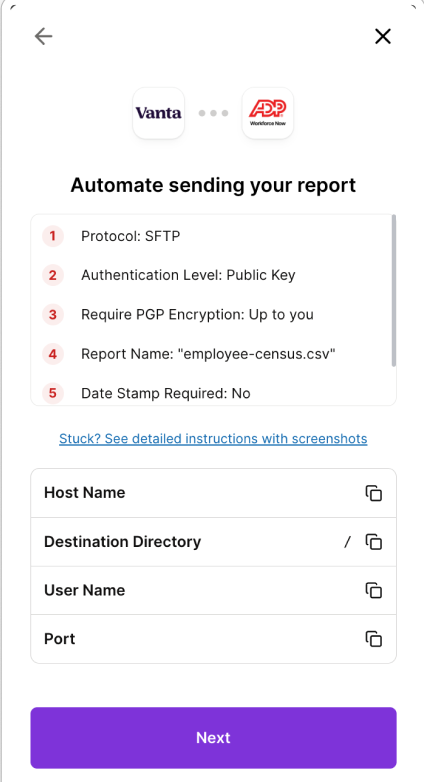 Vanta
ADP
Workforce Now
Automate sending your report
1 Protocol: SFTP
2 Authentication Level: Public Key
3 Require PGP Encryption: Up to you
4 Report Name: "employee-census.csv"
5 Date Stamp Required: No
Stuck? See detailed instructions with screenshots
Host Name
Destination Directory /
User Name
Port
Next